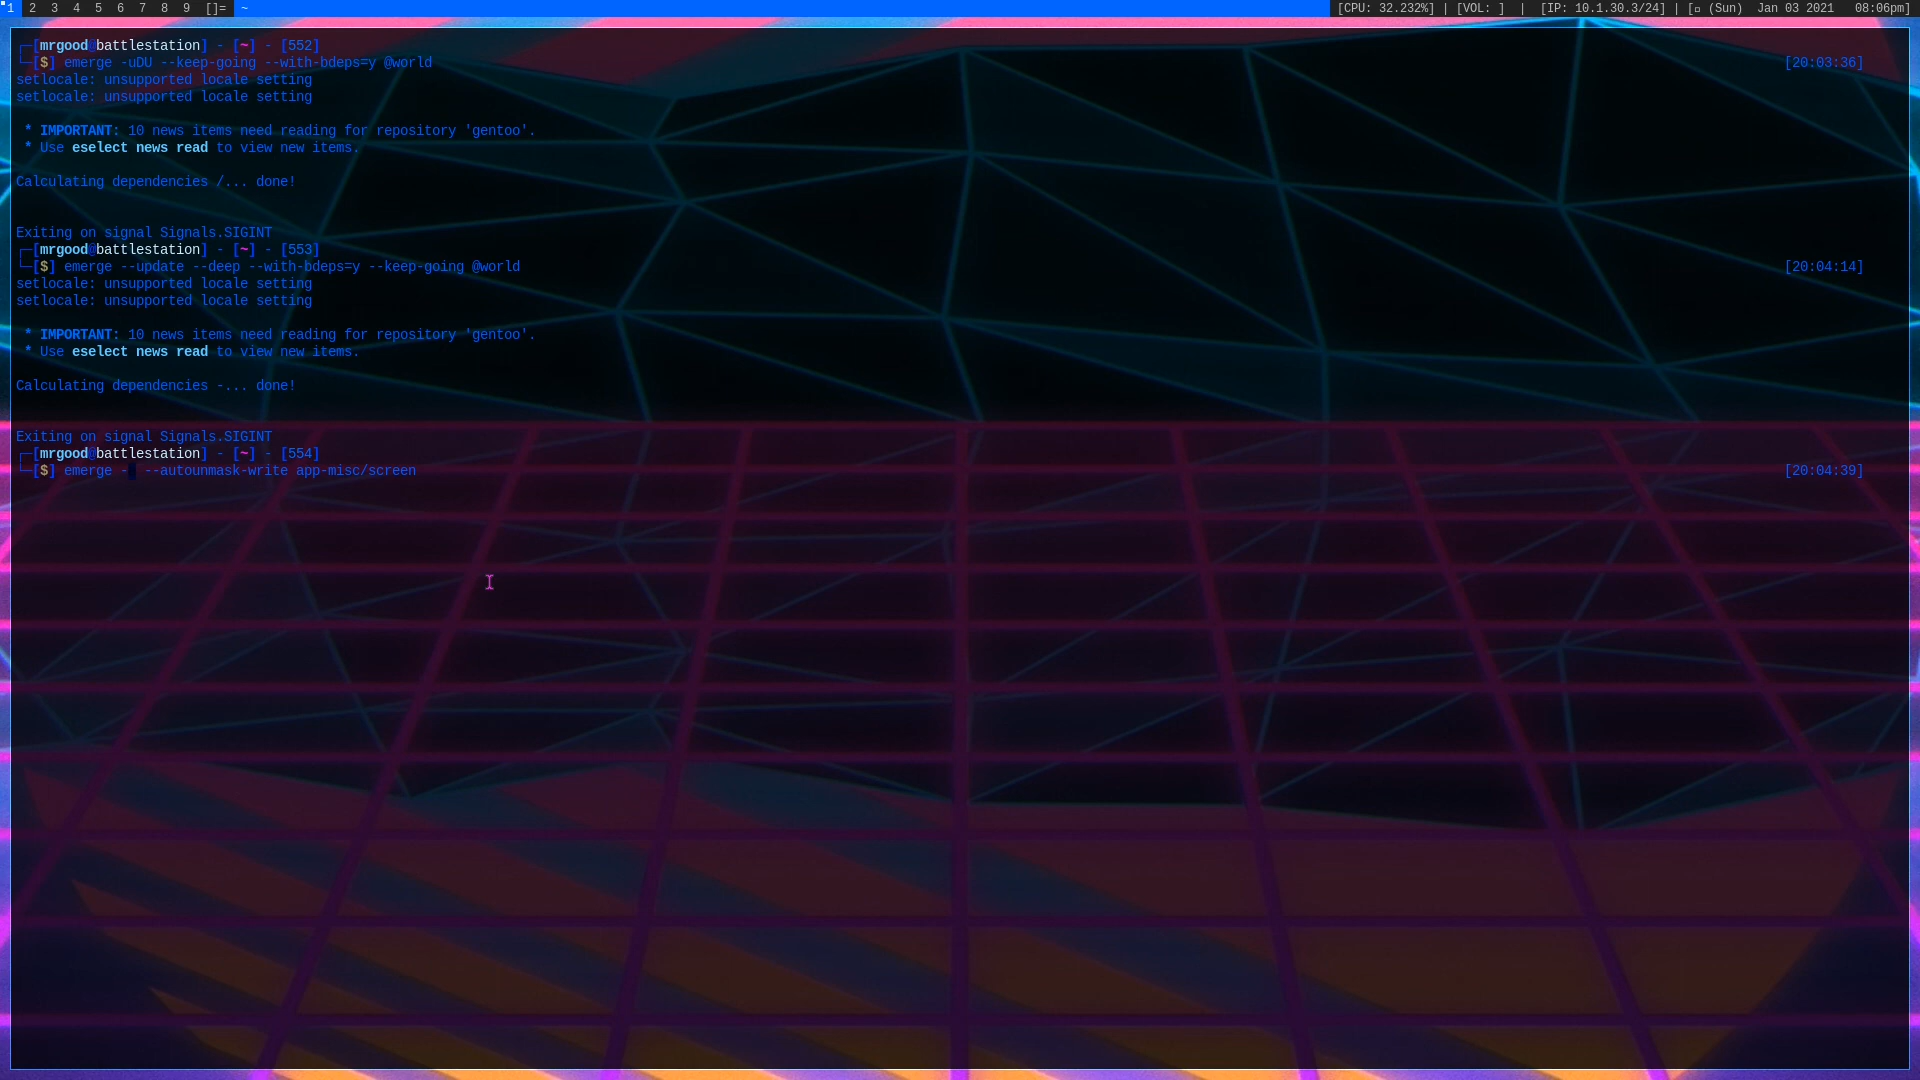 1 2 3 4 5 6 7 8 9 []= ~ [CPU: 32.232%] | [VOL: ] | [IP: 10.1.30.3/24] | [▯ (Sun) Jan 03 2021 08:06pm]
┌─[mrgood@battlestation] - [~] - [552]
└─[$] emerge -uDU --keep-going --with-bdeps=y @world [20:03:36]
setlocale: unsupported locale setting
setlocale: unsupported locale setting
* IMPORTANT: 10 news items need reading for repository 'gentoo'.
* Use eselect news read to view new items.
Calculating dependencies /... done!
Exiting on signal Signals.SIGINT
┌─[mrgood@battlestation] - [~] - [553]
└─[$] emerge --update --deep --with-bdeps=y --keep-going @world [20:04:14]
setlocale: unsupported locale setting
setlocale: unsupported locale setting
* IMPORTANT: 10 news items need reading for repository 'gentoo'.
* Use eselect news read to view new items.
Calculating dependencies -... done!
Exiting on signal Signals.SIGINT
┌─[mrgood@battlestation] - [~] - [554]
└─[$] emerge -  --autounmask-write app-misc/screen [20:04:39]